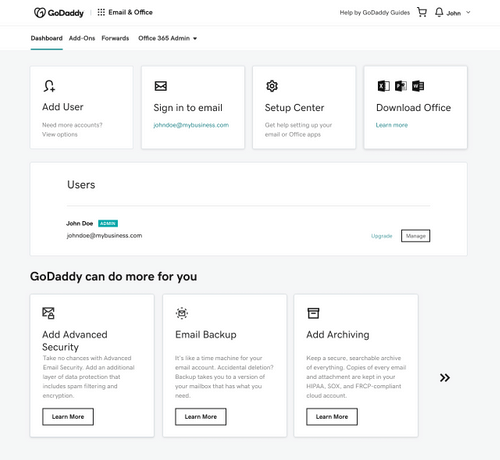 GoDaddy Email & Office Help by GoDaddy Guides John
Dashboard Add-Ons Forwards Office 365 Admin
Add User
Need more accounts?
View options
Sign in to email
johndoe@mybusiness.com
Setup Center
Get help setting up your
email or Office apps
Download Office
Learn more
Users
John Doe ADMIN
johndoe@mybusiness.com
Upgrade Manage
GoDaddy can do more for you
Add Advanced
Security
Take no chances with Advanced
Email Security. Add an additional
layer of data protection that
includes spam filtering and
encryption.
Learn More
Email Backup
It's like a time machine for your
email account. Accidental deletion?
Backup takes you to a version of
your mailbox that has what you
need.
Learn More
Add Archiving
Keep a secure, searchable archive
of everything. Copies of every email
and attachment are kept in your
HIPAA, SOX, and FRCP-compliant
cloud account.
Learn More